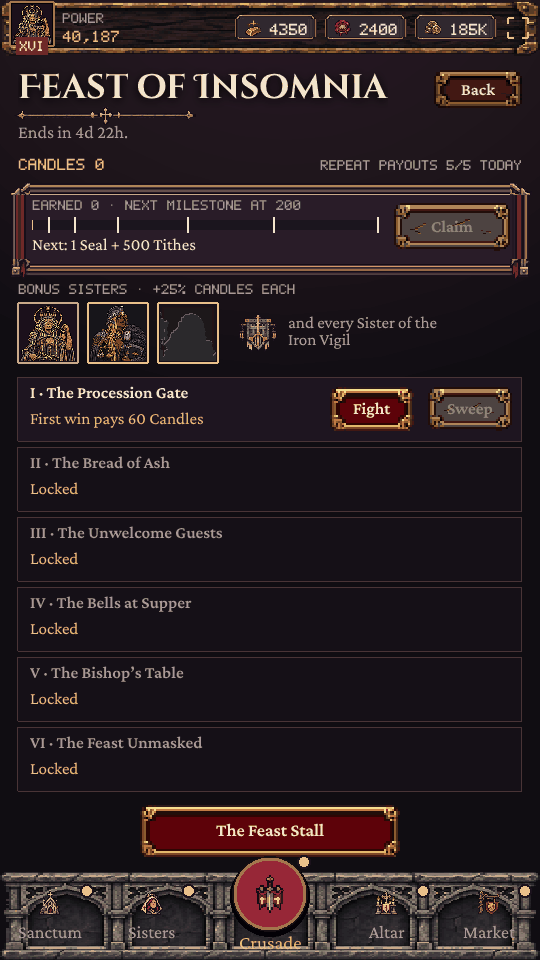 POWER
40,187
XVI
4350
2400
185K
FEAST OF INSOMNIA
Back
Ends in 4d 22h.
CANDLES 0
REPEAT PAYOUTS 5/5 TODAY
EARNED 0 · NEXT MILESTONE AT 200
Claim
Next: 1 Seal + 500 Tithes
BONUS SISTERS · +25% CANDLES EACH
and every Sister of the
Iron Vigil
I · The Procession Gate
First win pays 60 Candles
Fight
Sweep
II · The Bread of Ash
Locked
III · The Unwelcome Guests
Locked
IV · The Bells at Supper
Locked
V · The Bishop’s Table
Locked
VI · The Feast Unmasked
Locked
The Feast Stall
Sanctum
Sisters
Crusade
Altar
Market